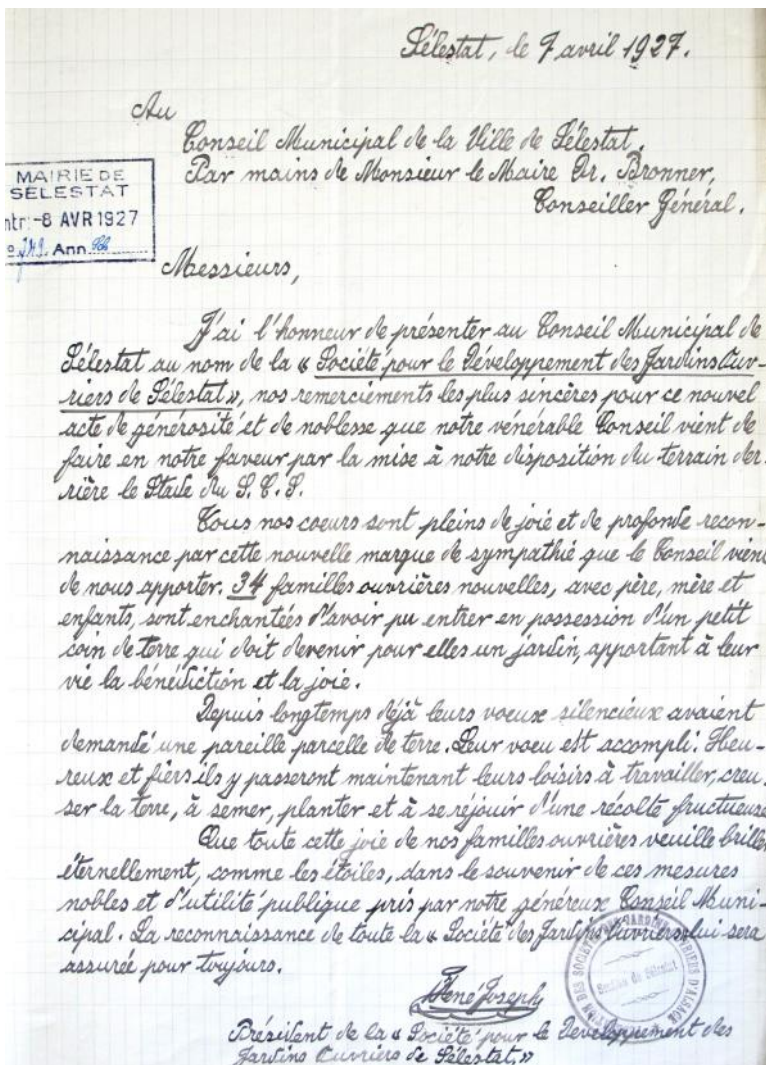 Sélestat, le 7 avril 1927.
Au
Conseil Municipal de la Ville de Sélestat.
Par mains de Monsieur le Maire Dr. Bronner,
Conseiller Général.
MAIRIE DE
SÉLESTAT
ntr:-8 AVR 1927
Ann
Messieurs,
J'ai l'honneur de présenter au Conseil Municipal de
Sélestat au nom de la « Société pour le Développement des Jardins Ouv-
riers de Sélestat», nos remerciements les plus sincères pour ce nouvel
acte de générosité et de noblesse que notre vénérable Conseil vient de
faire en notre faveur par la mise à notre disposition du terrain der-
rière le Stade du S. C. S.
Tous nos coeurs sont pleins de joie et de profonde recon-
naissance par cette nouvelle marque de sympathie que le Conseil vient
de nous apporter. 34 familles ouvrières nouvelles, avec père, mère et
enfants, sont enchantées d'avoir pu entrer en possession d'un petit
coin de terre qui doit devenir pour elles un jardin, apportant à leur
vie la bénédiction et la joie.
Depuis longtemps déjà leurs voeux silencieux avaient
demandé une pareille parcelle de terre. Leur voeu est accompli. Heu-
reux et fiers ils y passeront maintenant leurs loisirs à travailler, creu-
ser la terre, à semer, planter et à se réjouir d'une récolte fructueuse.
Que toute cette joie de nos familles ouvrières veuille briller
éternellement, comme les étoiles, dans le souvenir de ces mesures
nobles et d'utilité publique pris par notre généreux Conseil Muni-
cipal. La reconnaissance de toute la « Société des Jardins Ouvriers» lui sera
assurée pour toujours.
René Joseph
Président de la « Société pour le Développement des
Jardins Ouvriers de Sélestat,»
Section de Sélestat
JARDINS OUVRIERS D'ALSACE